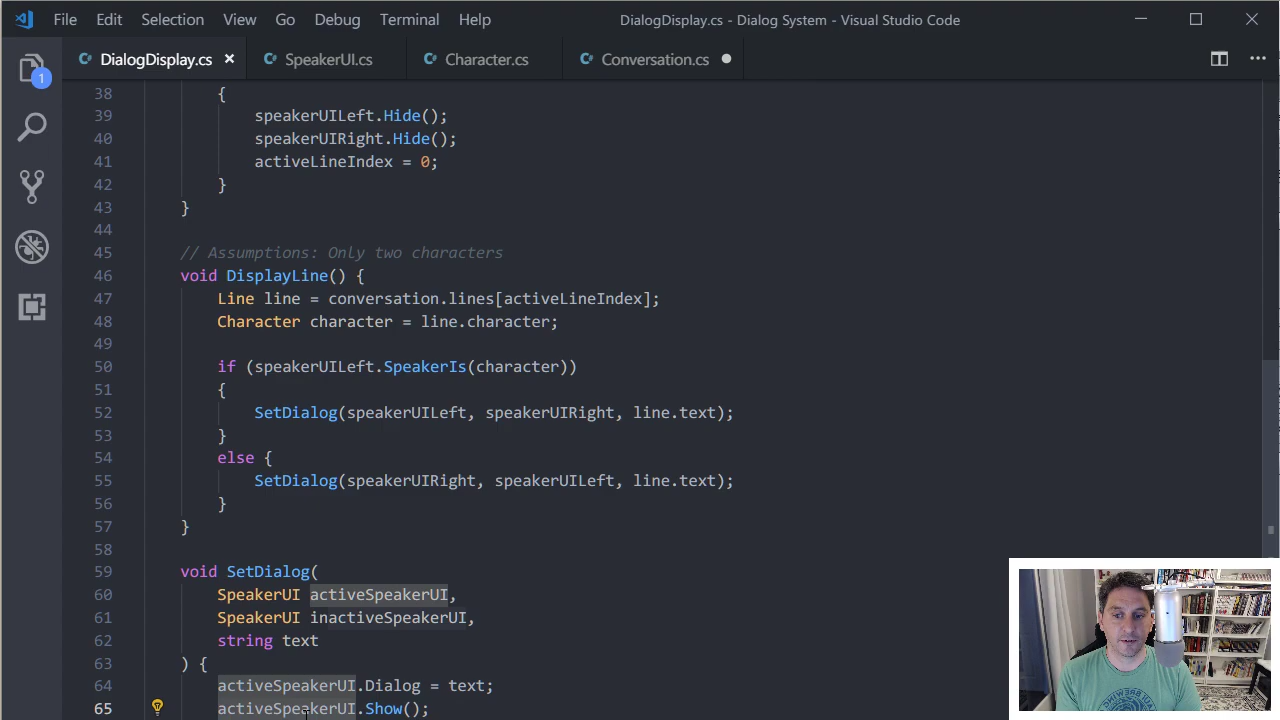 File Edit Selection View Go Debug Terminal Help DialogDisplay.cs - Dialog System - Visual Studio Code
DialogDisplay.cs SpeakerUI.cs Character.cs Conversation.cs
1
38 {
39 speakerUILeft.Hide();
40 speakerUIRight.Hide();
41 activeLineIndex = 0;
42 }
43 }
44
45 // Assumptions: Only two characters
46 void DisplayLine() {
47 Line line = conversation.lines[activeLineIndex];
48 Character character = line.character;
49
50 if (speakerUILeft.SpeakerIs(character))
51 {
52 SetDialog(speakerUILeft, speakerUIRight, line.text);
53 }
54 else {
55 SetDialog(speakerUIRight, speakerUILeft, line.text);
56 }
57 }
58
59 void SetDialog(
60 SpeakerUI activeSpeakerUI,
61 SpeakerUI inactiveSpeakerUI,
62 string text
63 ) {
64 activeSpeakerUI.Dialog = text;
65 activeSpeakerUI.Show();